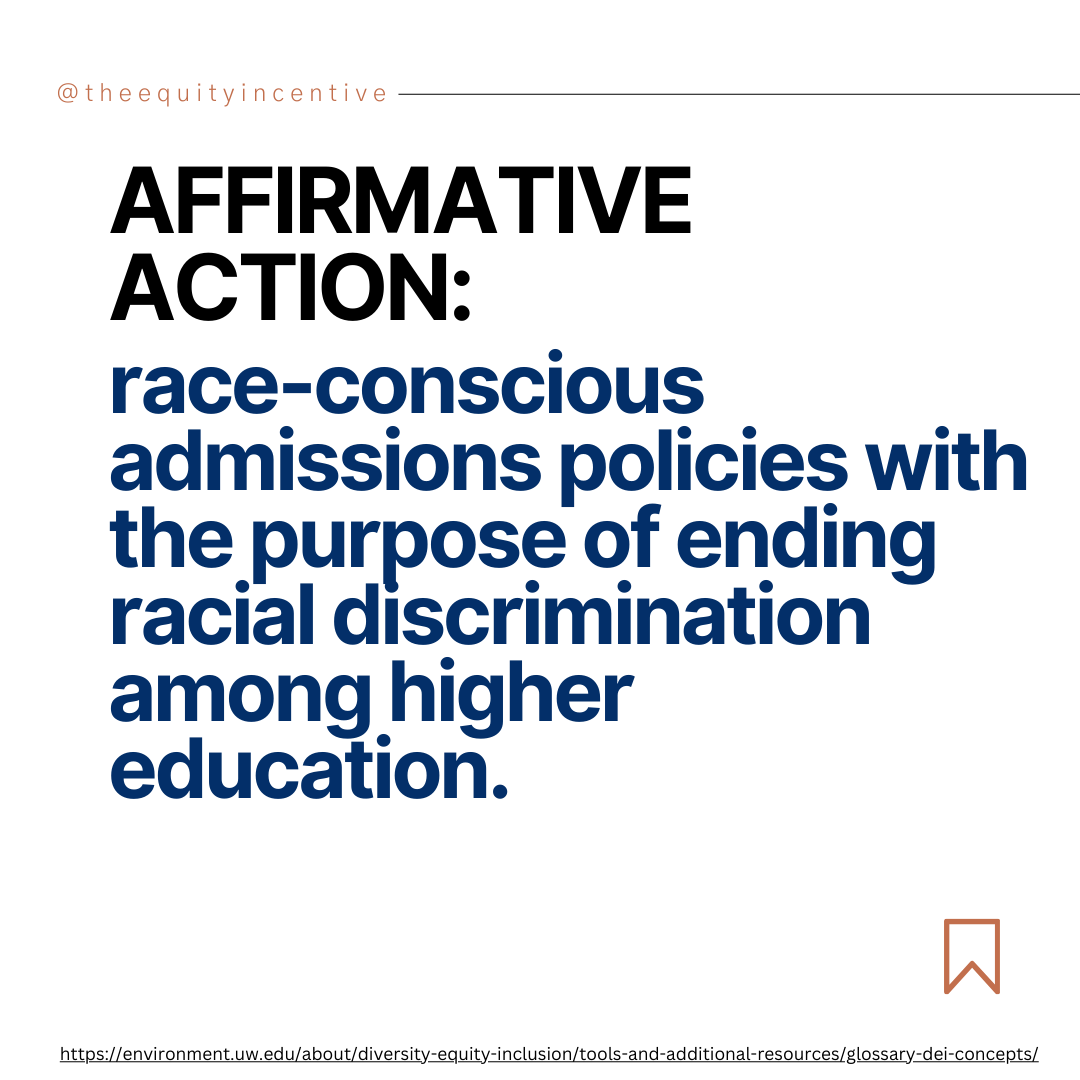 @theequityincentive
AFFIRMATIVE
ACTION:
race-conscious
admissions policies with
the purpose of ending
racial discrimination
among higher
education.
https://environment.uw.edu/about/diversity-equity-inclusion/tools-and-additional-resources/glossary-dei-concepts/